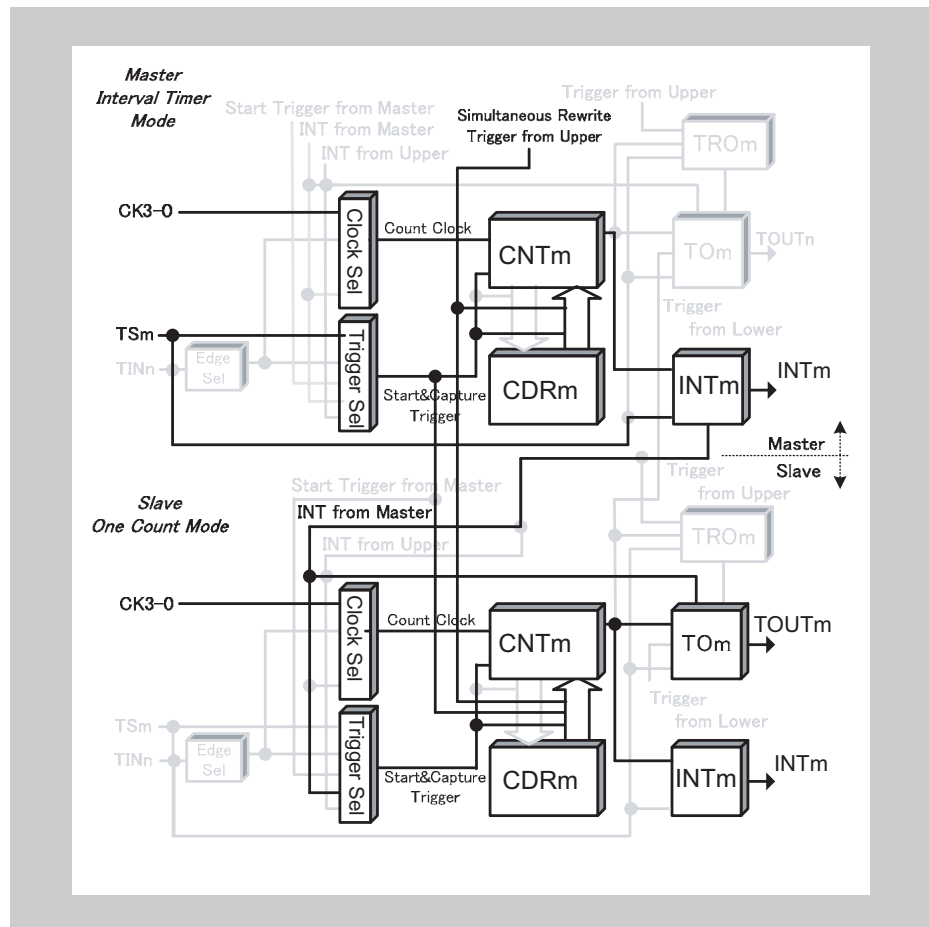 Master
Interval Timer
Mode
Start Trigger from Master
INT from Master
INT from Upper
Simultaneous Rewrite
Trigger from Upper
Trigger from Upper
TROm
CK3-0
Clock Sel
Count Clock
CNTm
TOm
TOUTn
Trigger
from Lower
TSm
TINn
Edge
Sel
Trigger Sel
Start&Capture
Trigger
CDRm
INTm
INTm
Master
Slave
Slave
One Count Mode
Start Trigger from Master
INT from Master
INT from Upper
Trigger
from Upper
TROm
CK3-0
Clock Sel
Count Clock
CNTm
TOm
TOUTm
Trigger
from Lower
TSm
TINn
Edge
Sel
Trigger Sel
Start&Capture
Trigger
CDRm
INTm
INTm